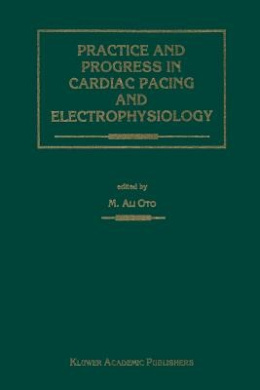 PRACTICE AND
PROGRESS IN
CARDIAC PACING
AND
ELECTROPHYSIOLOGY
edited by
M. ALI OTO
KLUWER ACADEMIC PUBLISHERS